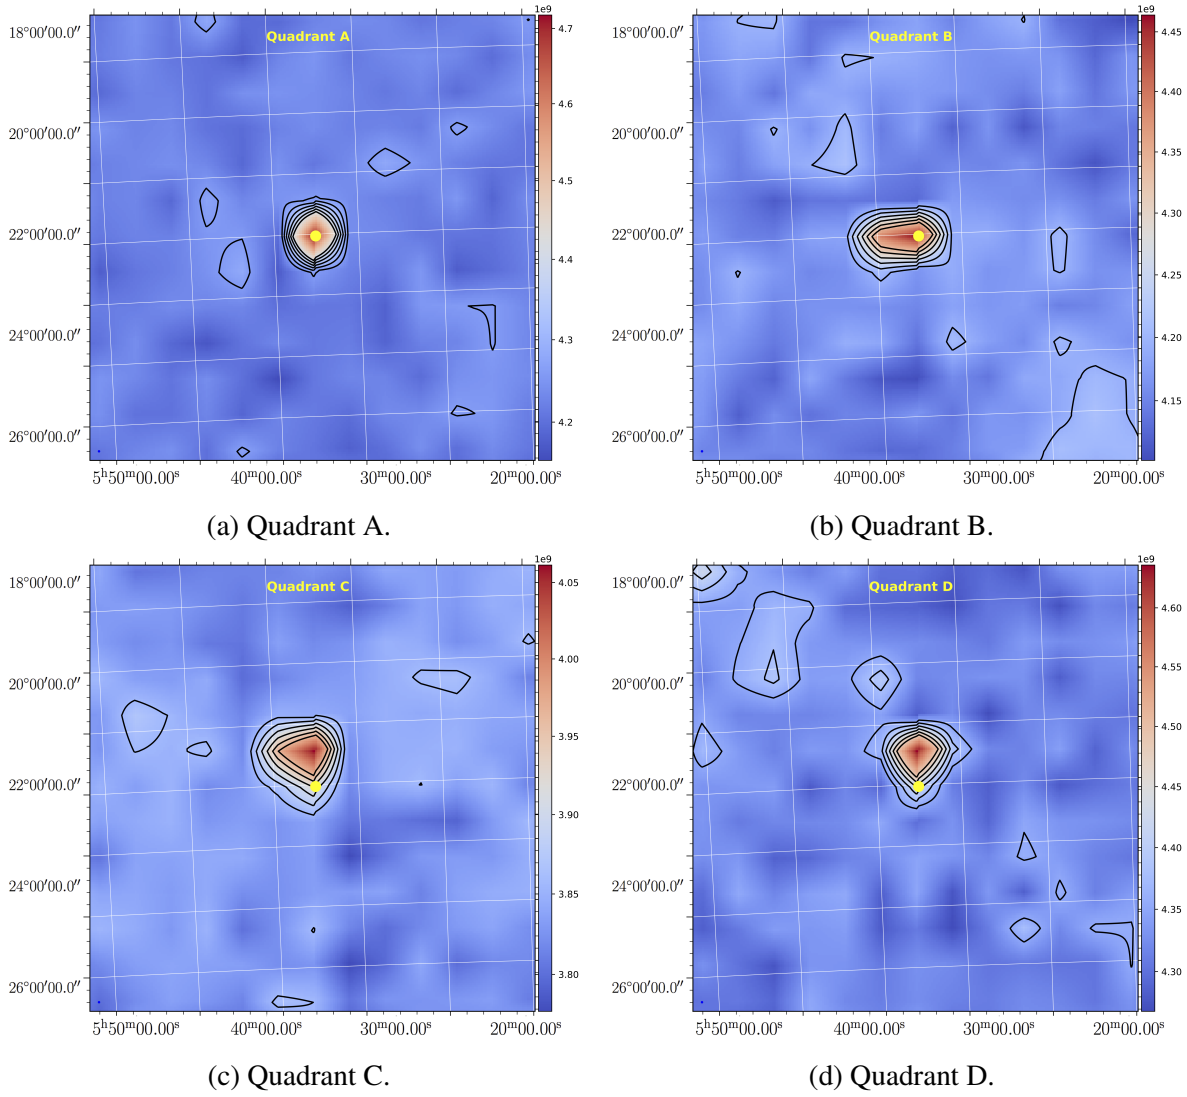 1e9
1e9
Quadrant A
Quadrant B
18°00′00.0″
20°00′00.0″
22°00′00.0″
24°00′00.0″
26°00′00.0″
4.7
4.6
4.5
4.4
4.3
4.2
18°00′00.0″
20°00′00.0″
22°00′00.0″
24°00′00.0″
26°00′00.0″
4.45
4.40
4.35
4.30
4.25
4.20
4.15
5ʰ50ᵐ00.00ˢ 40ᵐ00.00ˢ 30ᵐ00.00ˢ 20ᵐ00.00ˢ
5ʰ50ᵐ00.00ˢ 40ᵐ00.00ˢ 30ᵐ00.00ˢ 20ᵐ00.00ˢ
(a) Quadrant A.
(b) Quadrant B.
1e9
1e9
Quadrant C
Quadrant D
18°00′00.0″
20°00′00.0″
22°00′00.0″
24°00′00.0″
26°00′00.0″
4.05
4.00
3.95
3.90
3.85
3.80
18°00′00.0″
20°00′00.0″
22°00′00.0″
24°00′00.0″
26°00′00.0″
4.60
4.55
4.50
4.45
4.40
4.35
4.30
5ʰ50ᵐ00.00ˢ 40ᵐ00.00ˢ 30ᵐ00.00ˢ 20ᵐ00.00ˢ
5ʰ50ᵐ00.00ˢ 40ᵐ00.00ˢ 30ᵐ00.00ˢ 20ᵐ00.00ˢ
(c) Quadrant C.
(d) Quadrant D.